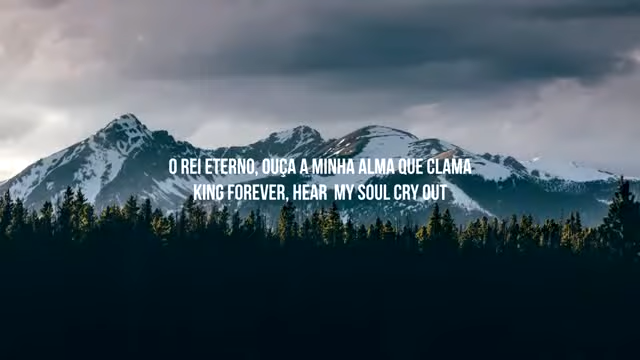 O REI ETERNO, OUÇA A MINHA ALMA QUE CLAMA
KING FOREVER, HEAR MY SOUL CRY OUT